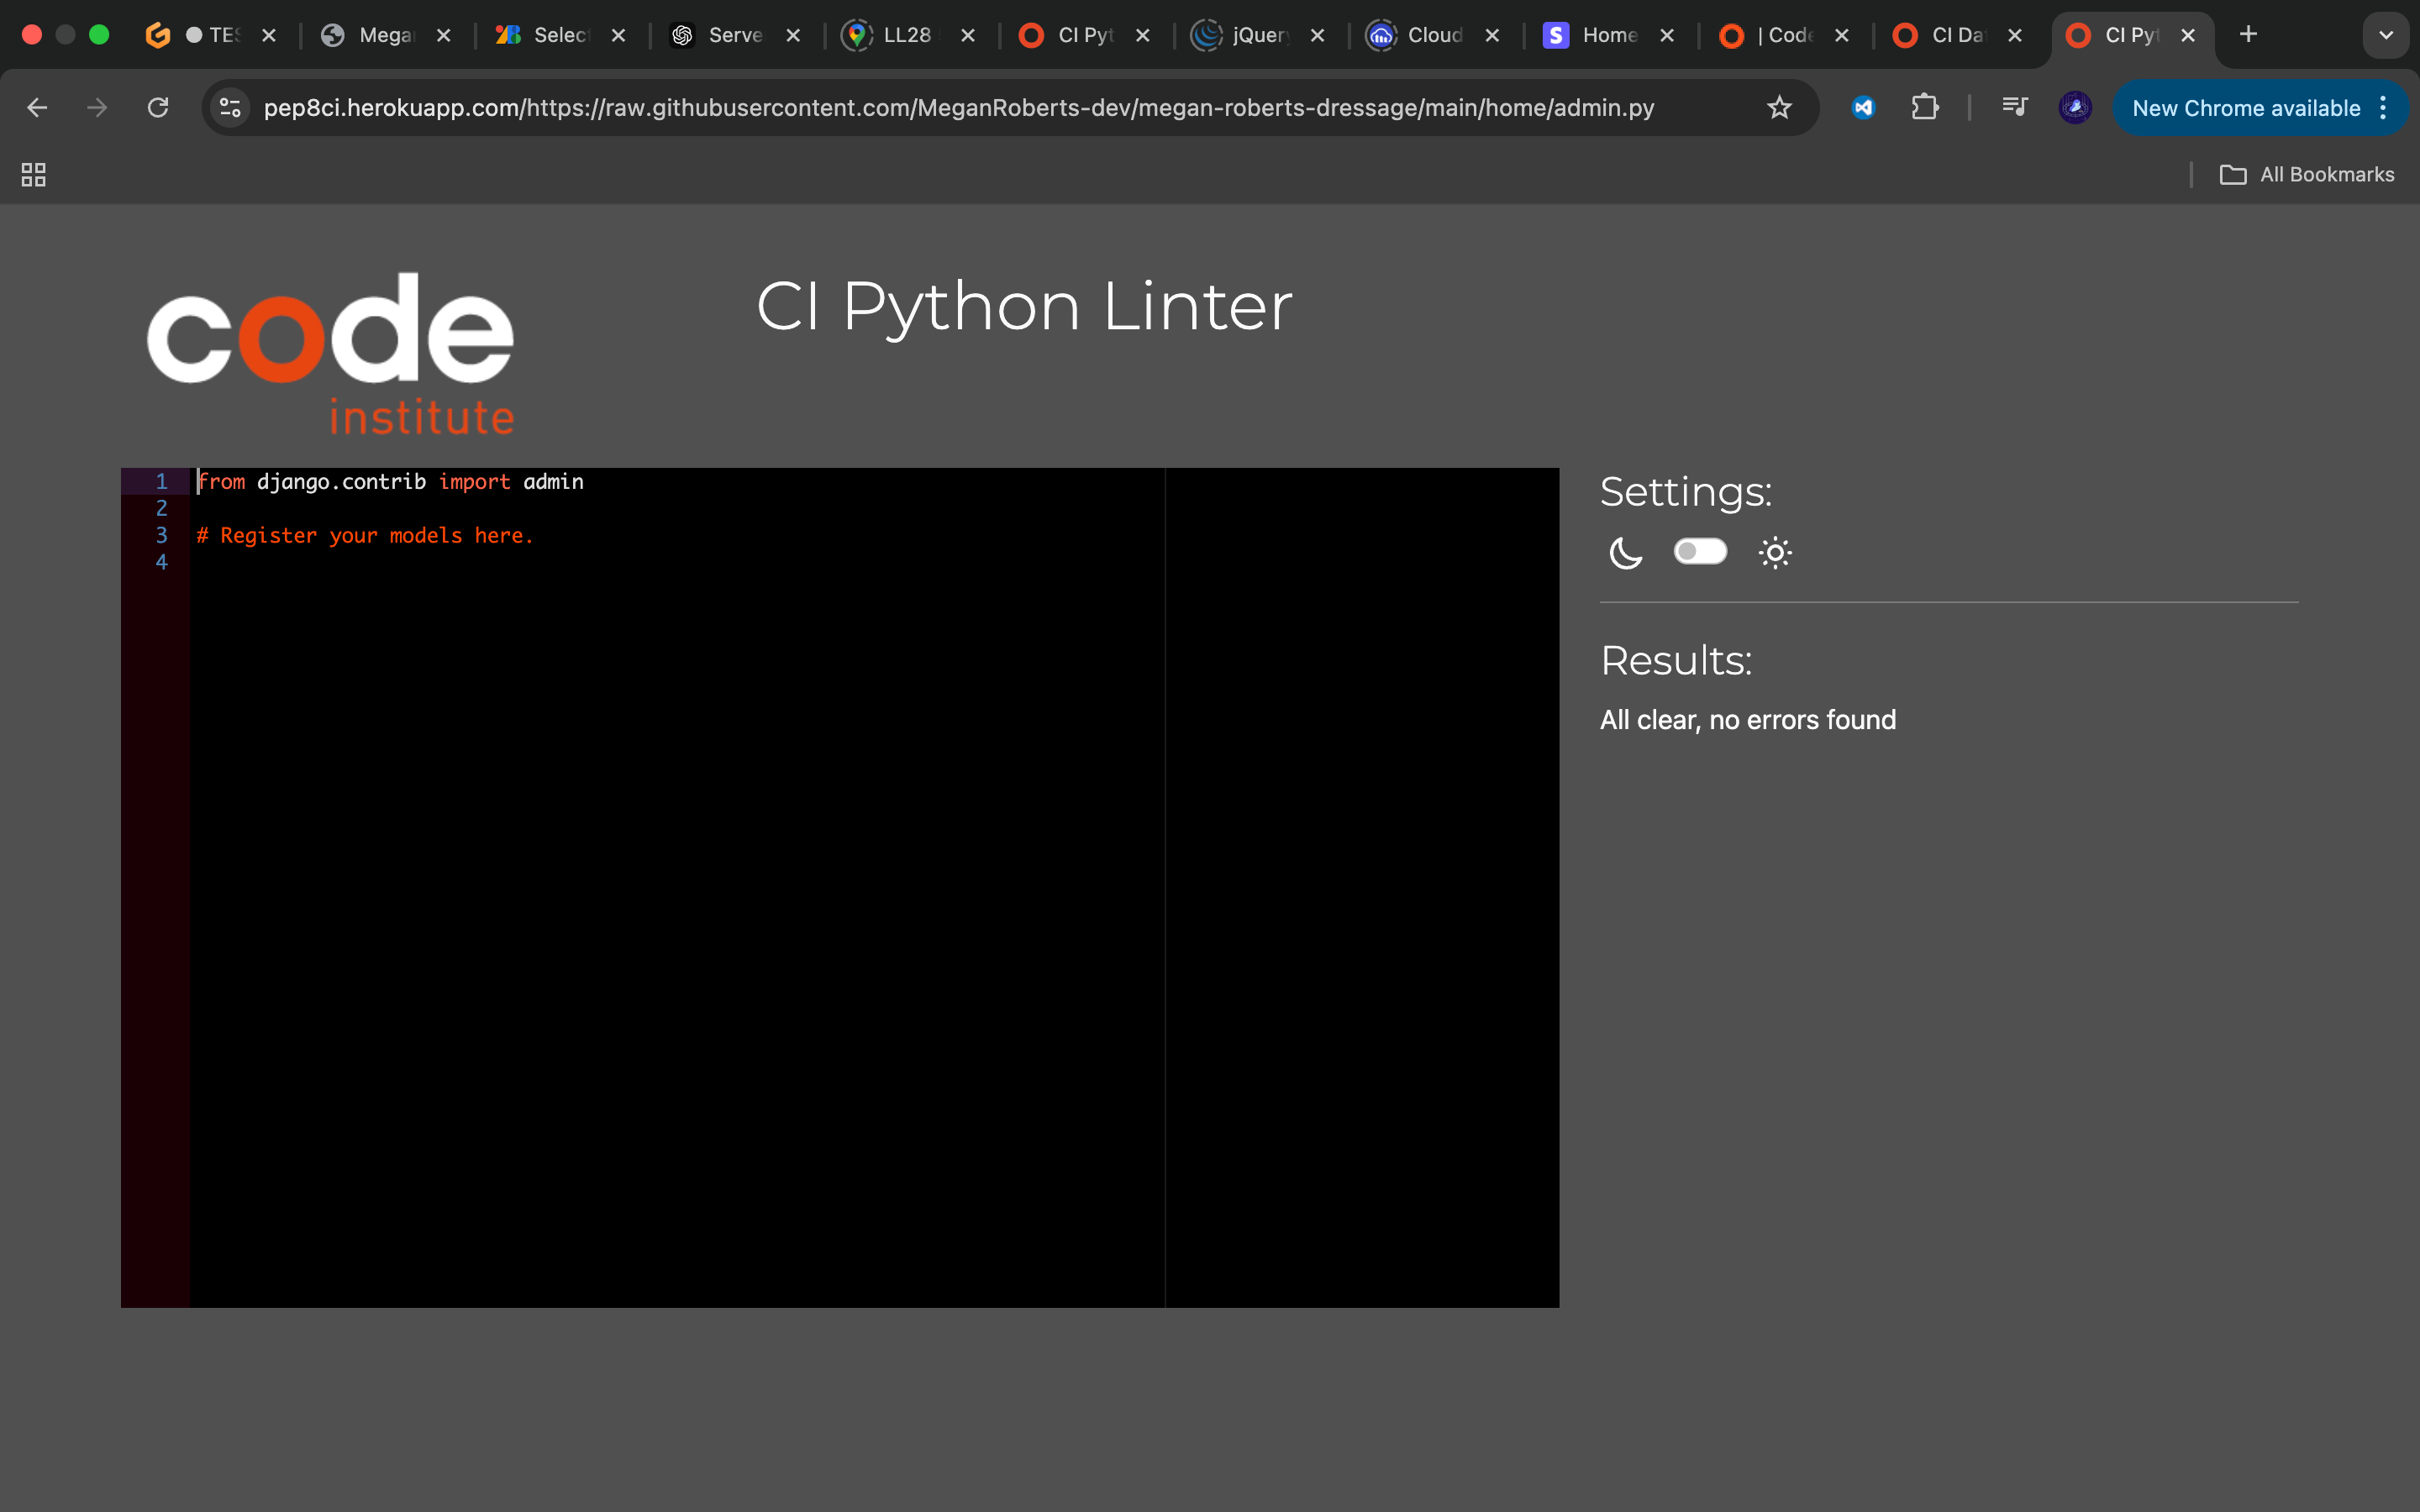 TES
Mega
Selec
Serve
LL28
CI Pyt
jQuer
Cloud
Home
| Code
CI Da
CI Pyt
pep8ci.herokuapp.com/https://raw.githubusercontent.com/MeganRoberts-dev/megan-roberts-dressage/main/home/admin.py
New Chrome available
All Bookmarks
code
institute
CI Python Linter
1 from django.contrib import admin
2
3 # Register your models here.
4
Settings:
Results:
All clear, no errors found